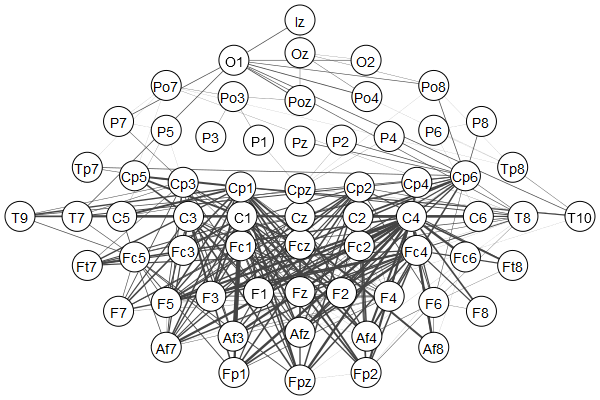 Iz
O1 Oz O2
Po7 Po3 Poz Po4 Po8
P7 P5 P3 P1 Pz P2 P4 P6 P8
Tp7 Cp5 Cp3 Cp1 Cpz Cp2 Cp4 Cp6 Tp8
T9 T7 C5 C3 C1 Cz C2 C4 C6 T8 T10
Ft7 Fc5 Fc3 Fc1 Fcz Fc2 Fc4 Fc6 Ft8
F7 F5 F3 F1 Fz F2 F4 F6 F8
Af7 Af3 Afz Af4 Af8
Fp1 Fpz Fp2